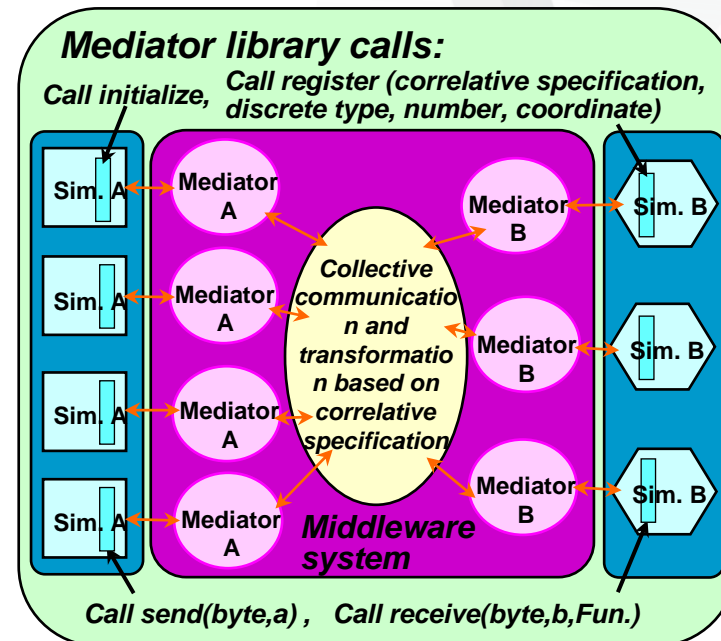 Mediator library calls:
Call initialize,
Call register (correlative specification,
discrete type, number, coordinate)
Sim. A
Mediator
A
Mediator
B
Sim. B
Sim. A
Mediator
A
Collective
communicatio
n and
transformatio
n based on
correlative
specification
Mediator
B
Sim. B
Sim. A
Mediator
A
Sim. A
Mediator
A
Mediator
B
Sim. B
Middleware
system
Call send(byte,a) ,
Call receive(byte,b,Fun.)